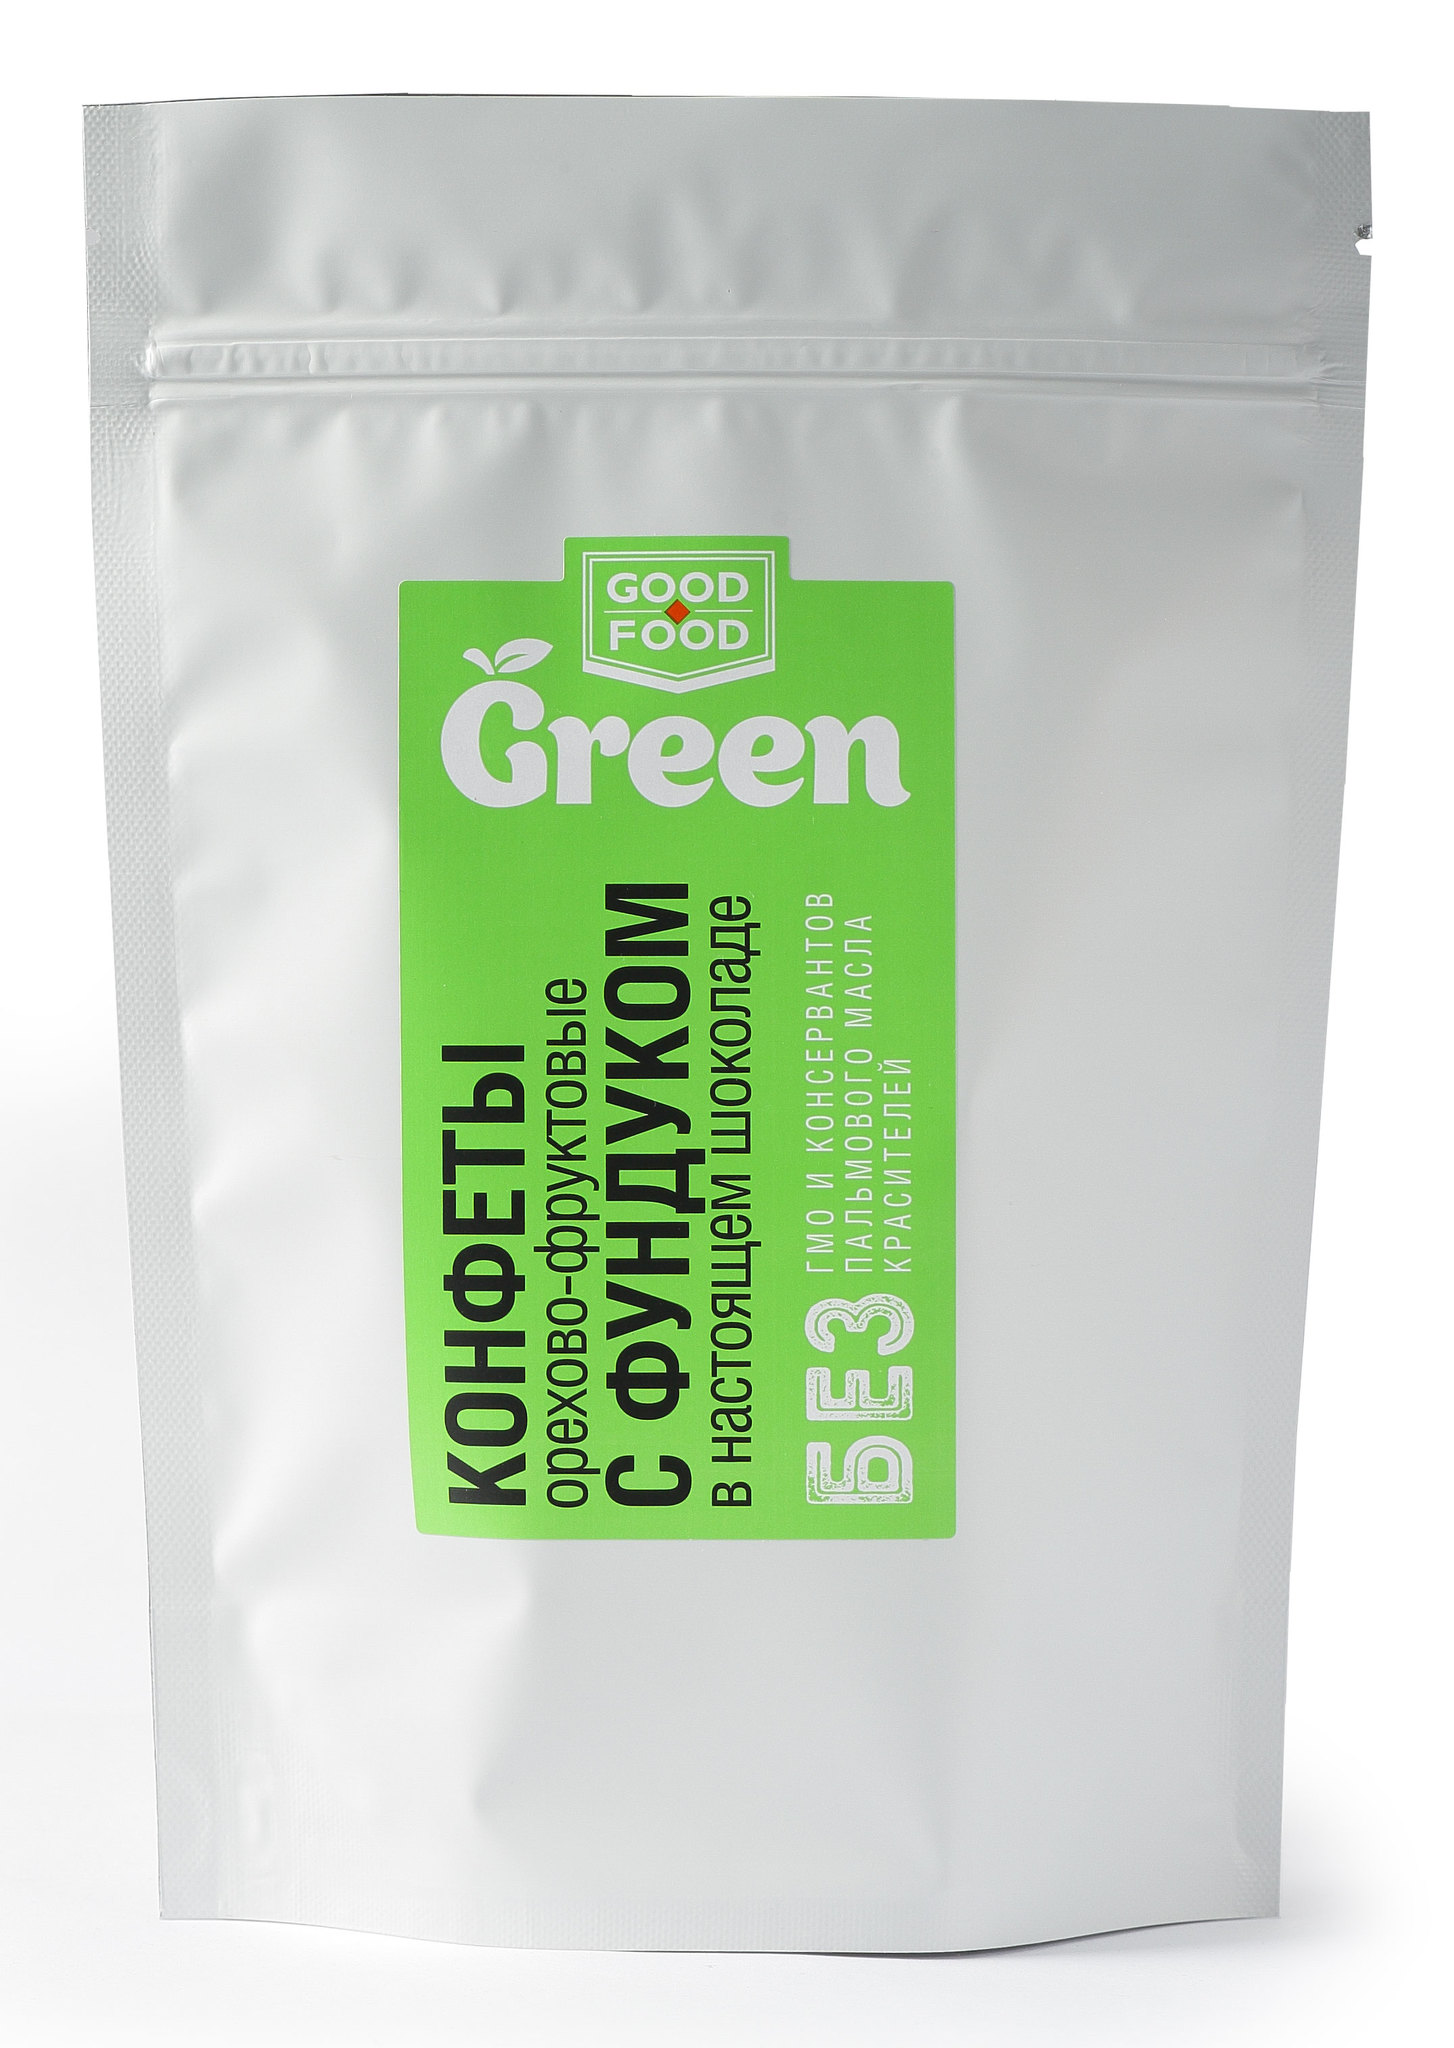 GOOD
FOOD
Green
КОНФЕТЫ
орехово-фруктовые
С ФУНДУКОМ
в настоящем шоколаде
БЕЗ
ГМО И КОНСЕРВАНТОВ
ПАЛЬМОВОГО МАСЛА
КРАСИТЕЛЕЙ